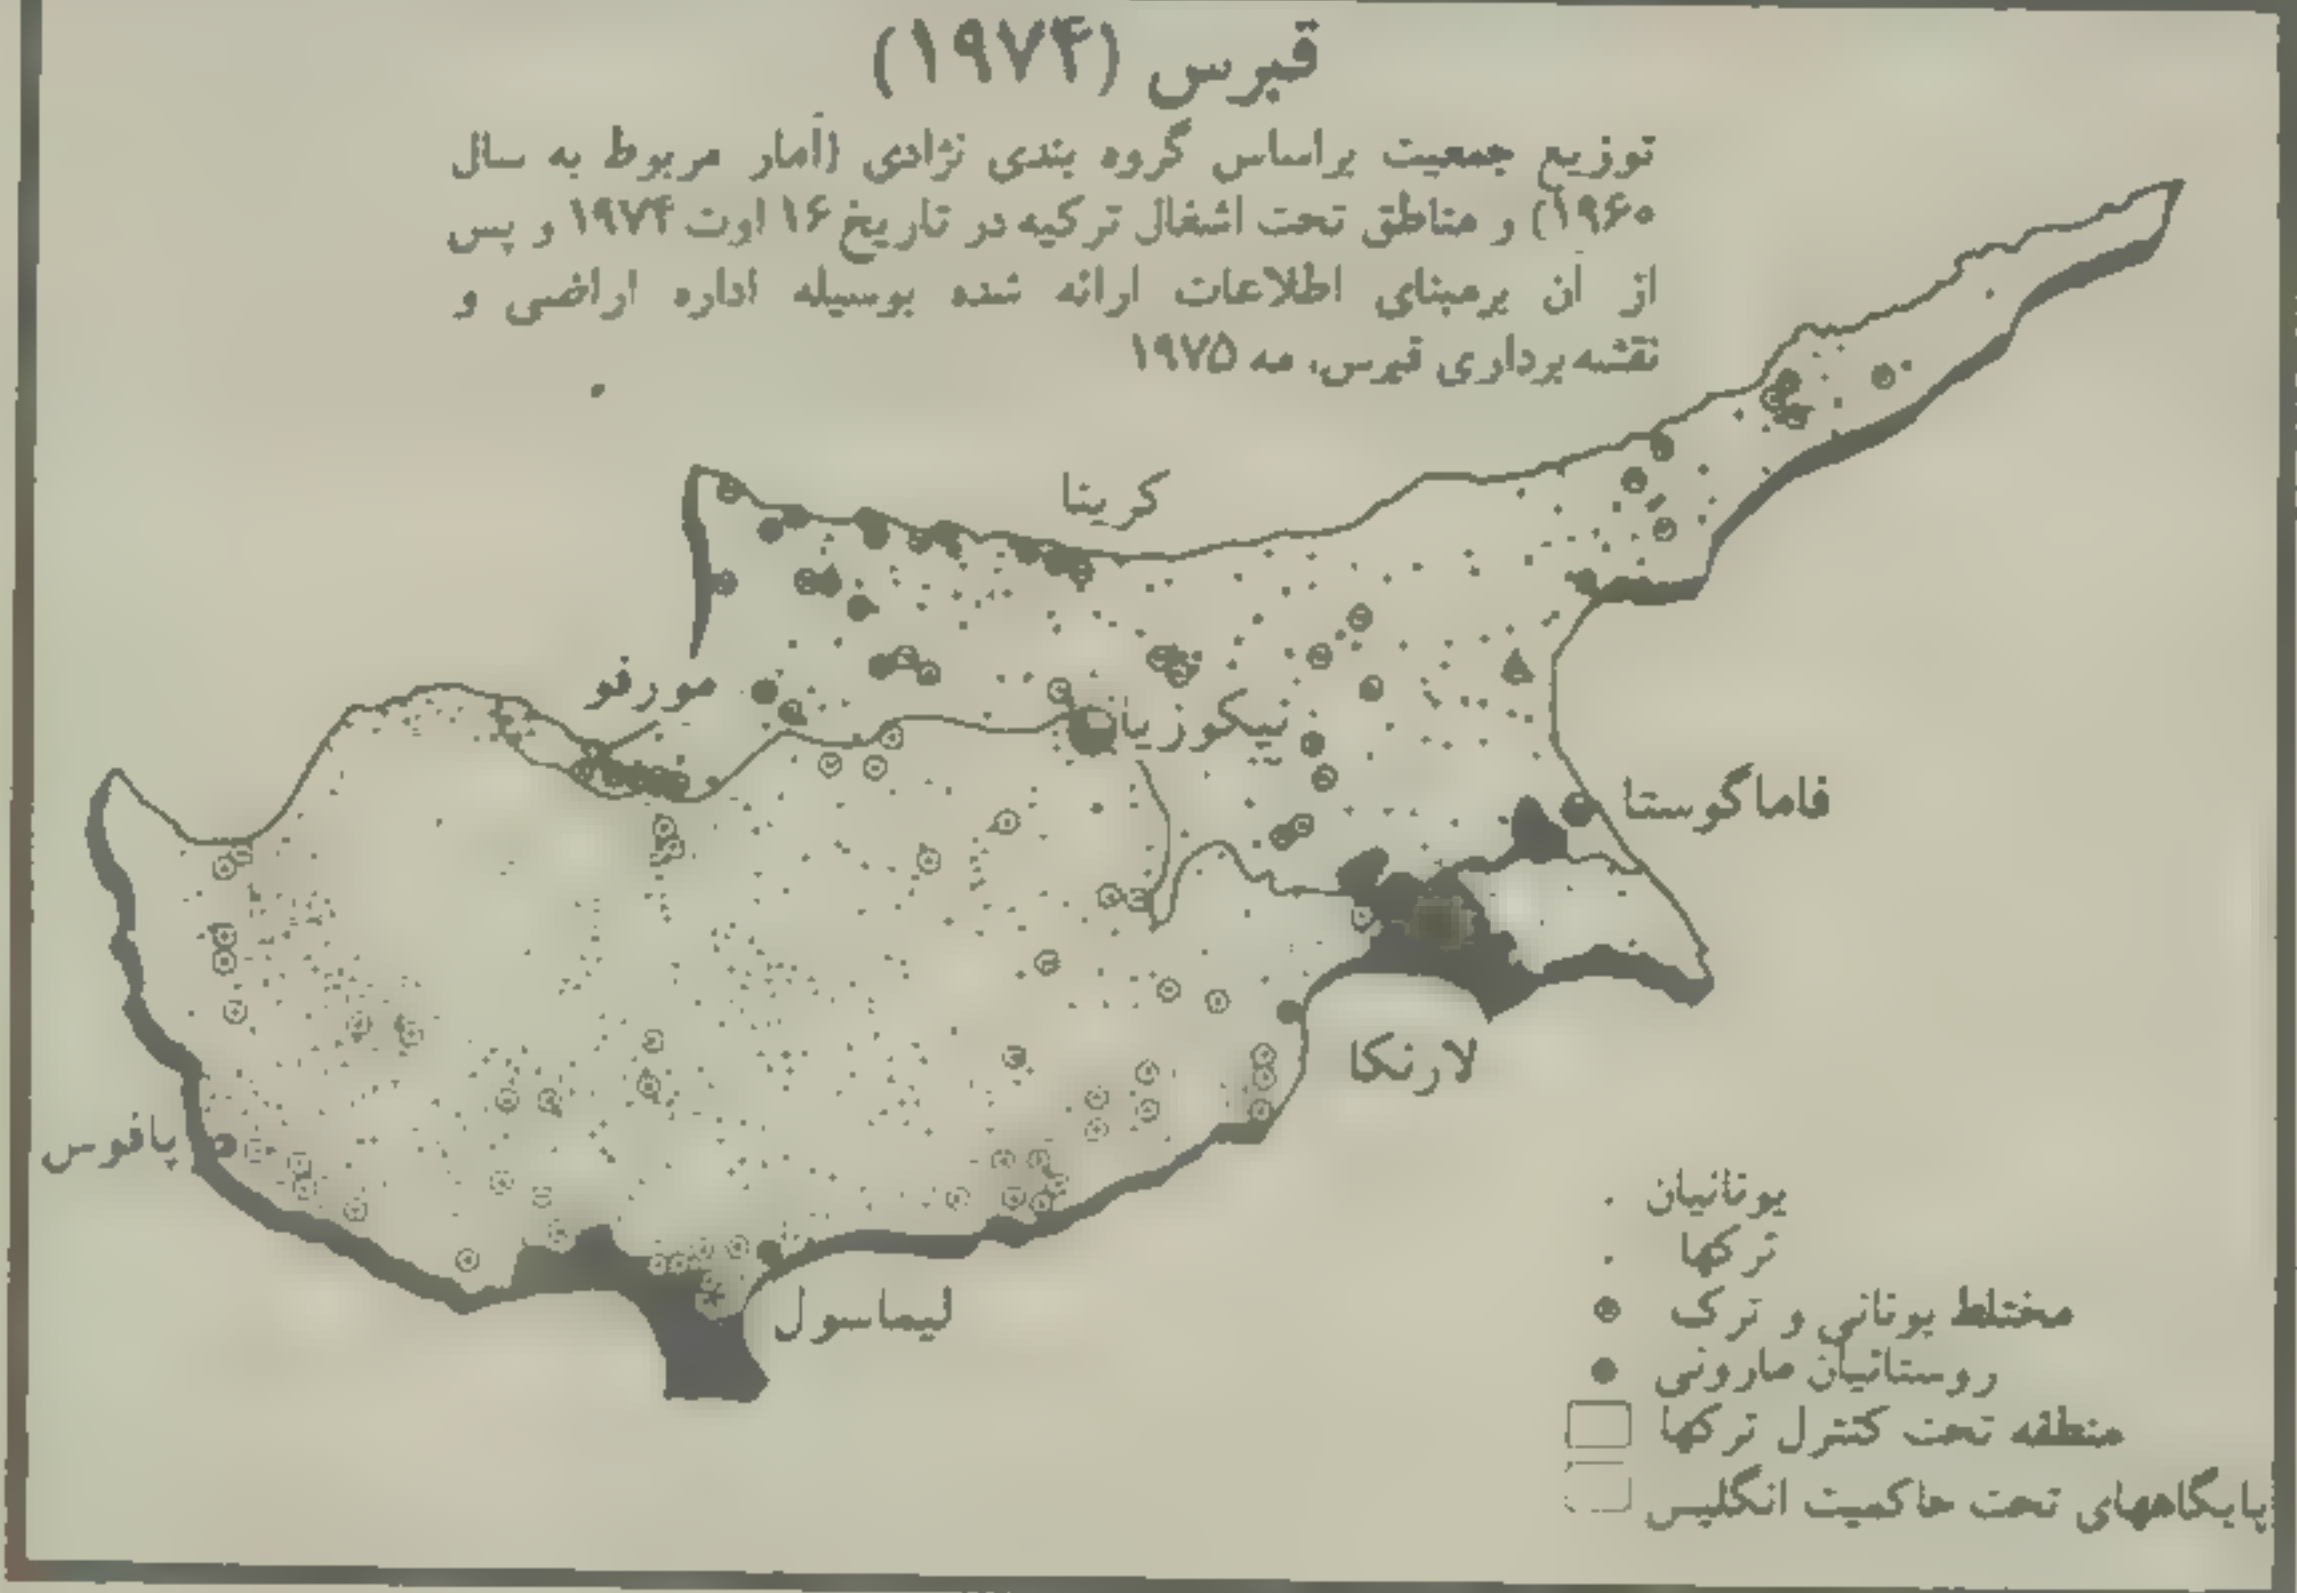 قبرس (۱۹۷۴)
توزیع جمعیت براساس گروه بندی نژادی (آمار مربوط به سال
۱۹۶۰) و مناطق تحت اشغال ترکیه در تاریخ ۱۶ اوت ۱۹۷۴ و پس
از آن برمبنای اطلاعات ارائه شده بوسیله اداره اراضی و
نقشه برداری قبرس، مه ۱۹۷۵
کرینا
مورفو
نیکوزیا
فاماگوستا
لارنکا
پافوس
لیماسول
یونانیان
ترکها
مختلط یونانی و ترک
روستائیان مارونی
منطقه تحت کنترل ترکها
پایگاههای تحت حاکمیت انگلیس